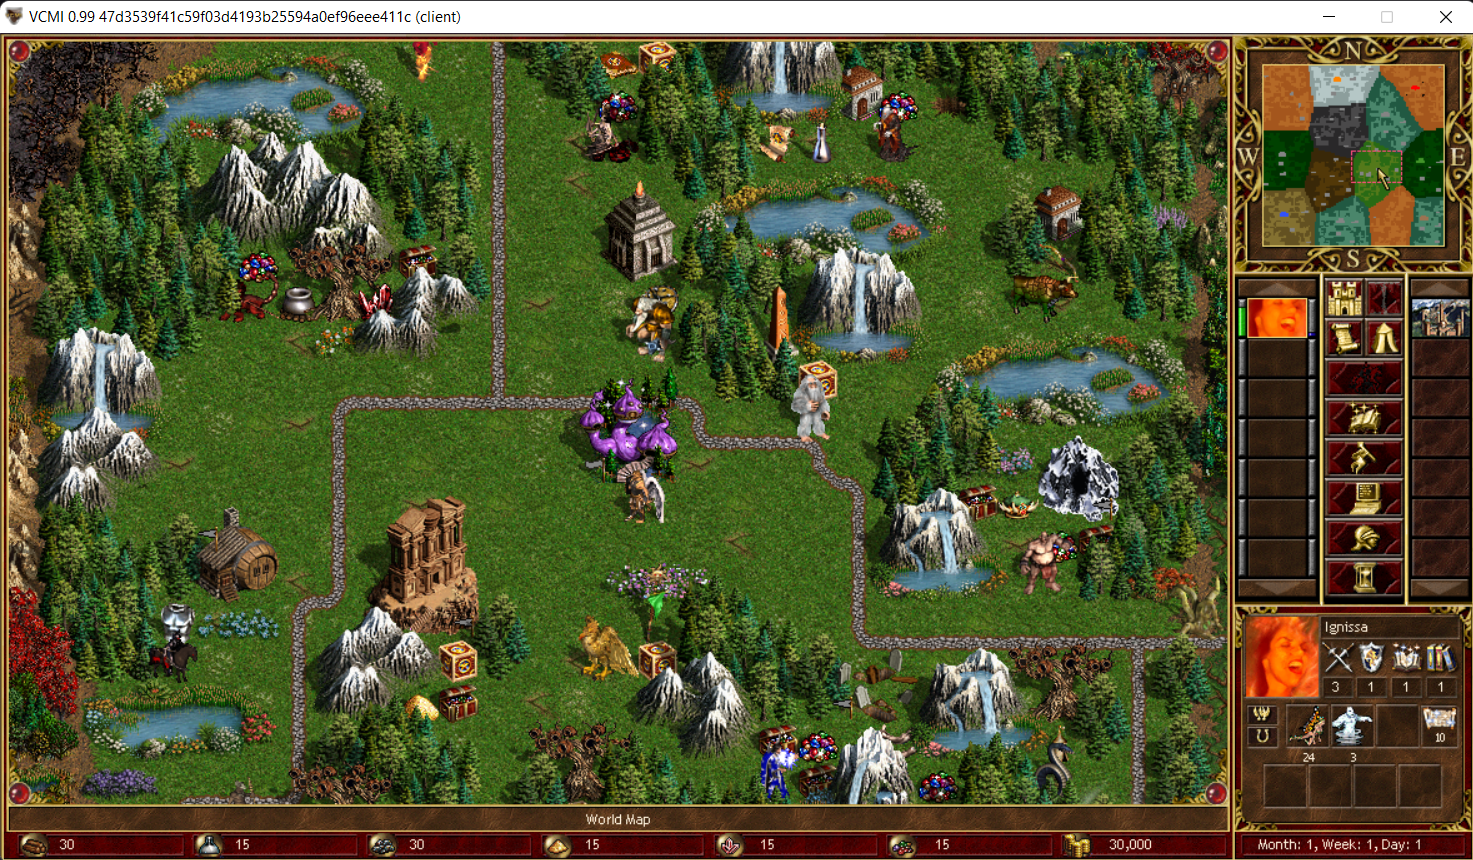 VCMI 0.99 47d3539f41c59f03d4193b25594a0ef96eee411c (client)
N
W
E
S
Ignissa
3 1 1 1
10
24 3
World Map
30 15 30 15 15 15 30,000
Month: 1, Week: 1, Day: 1